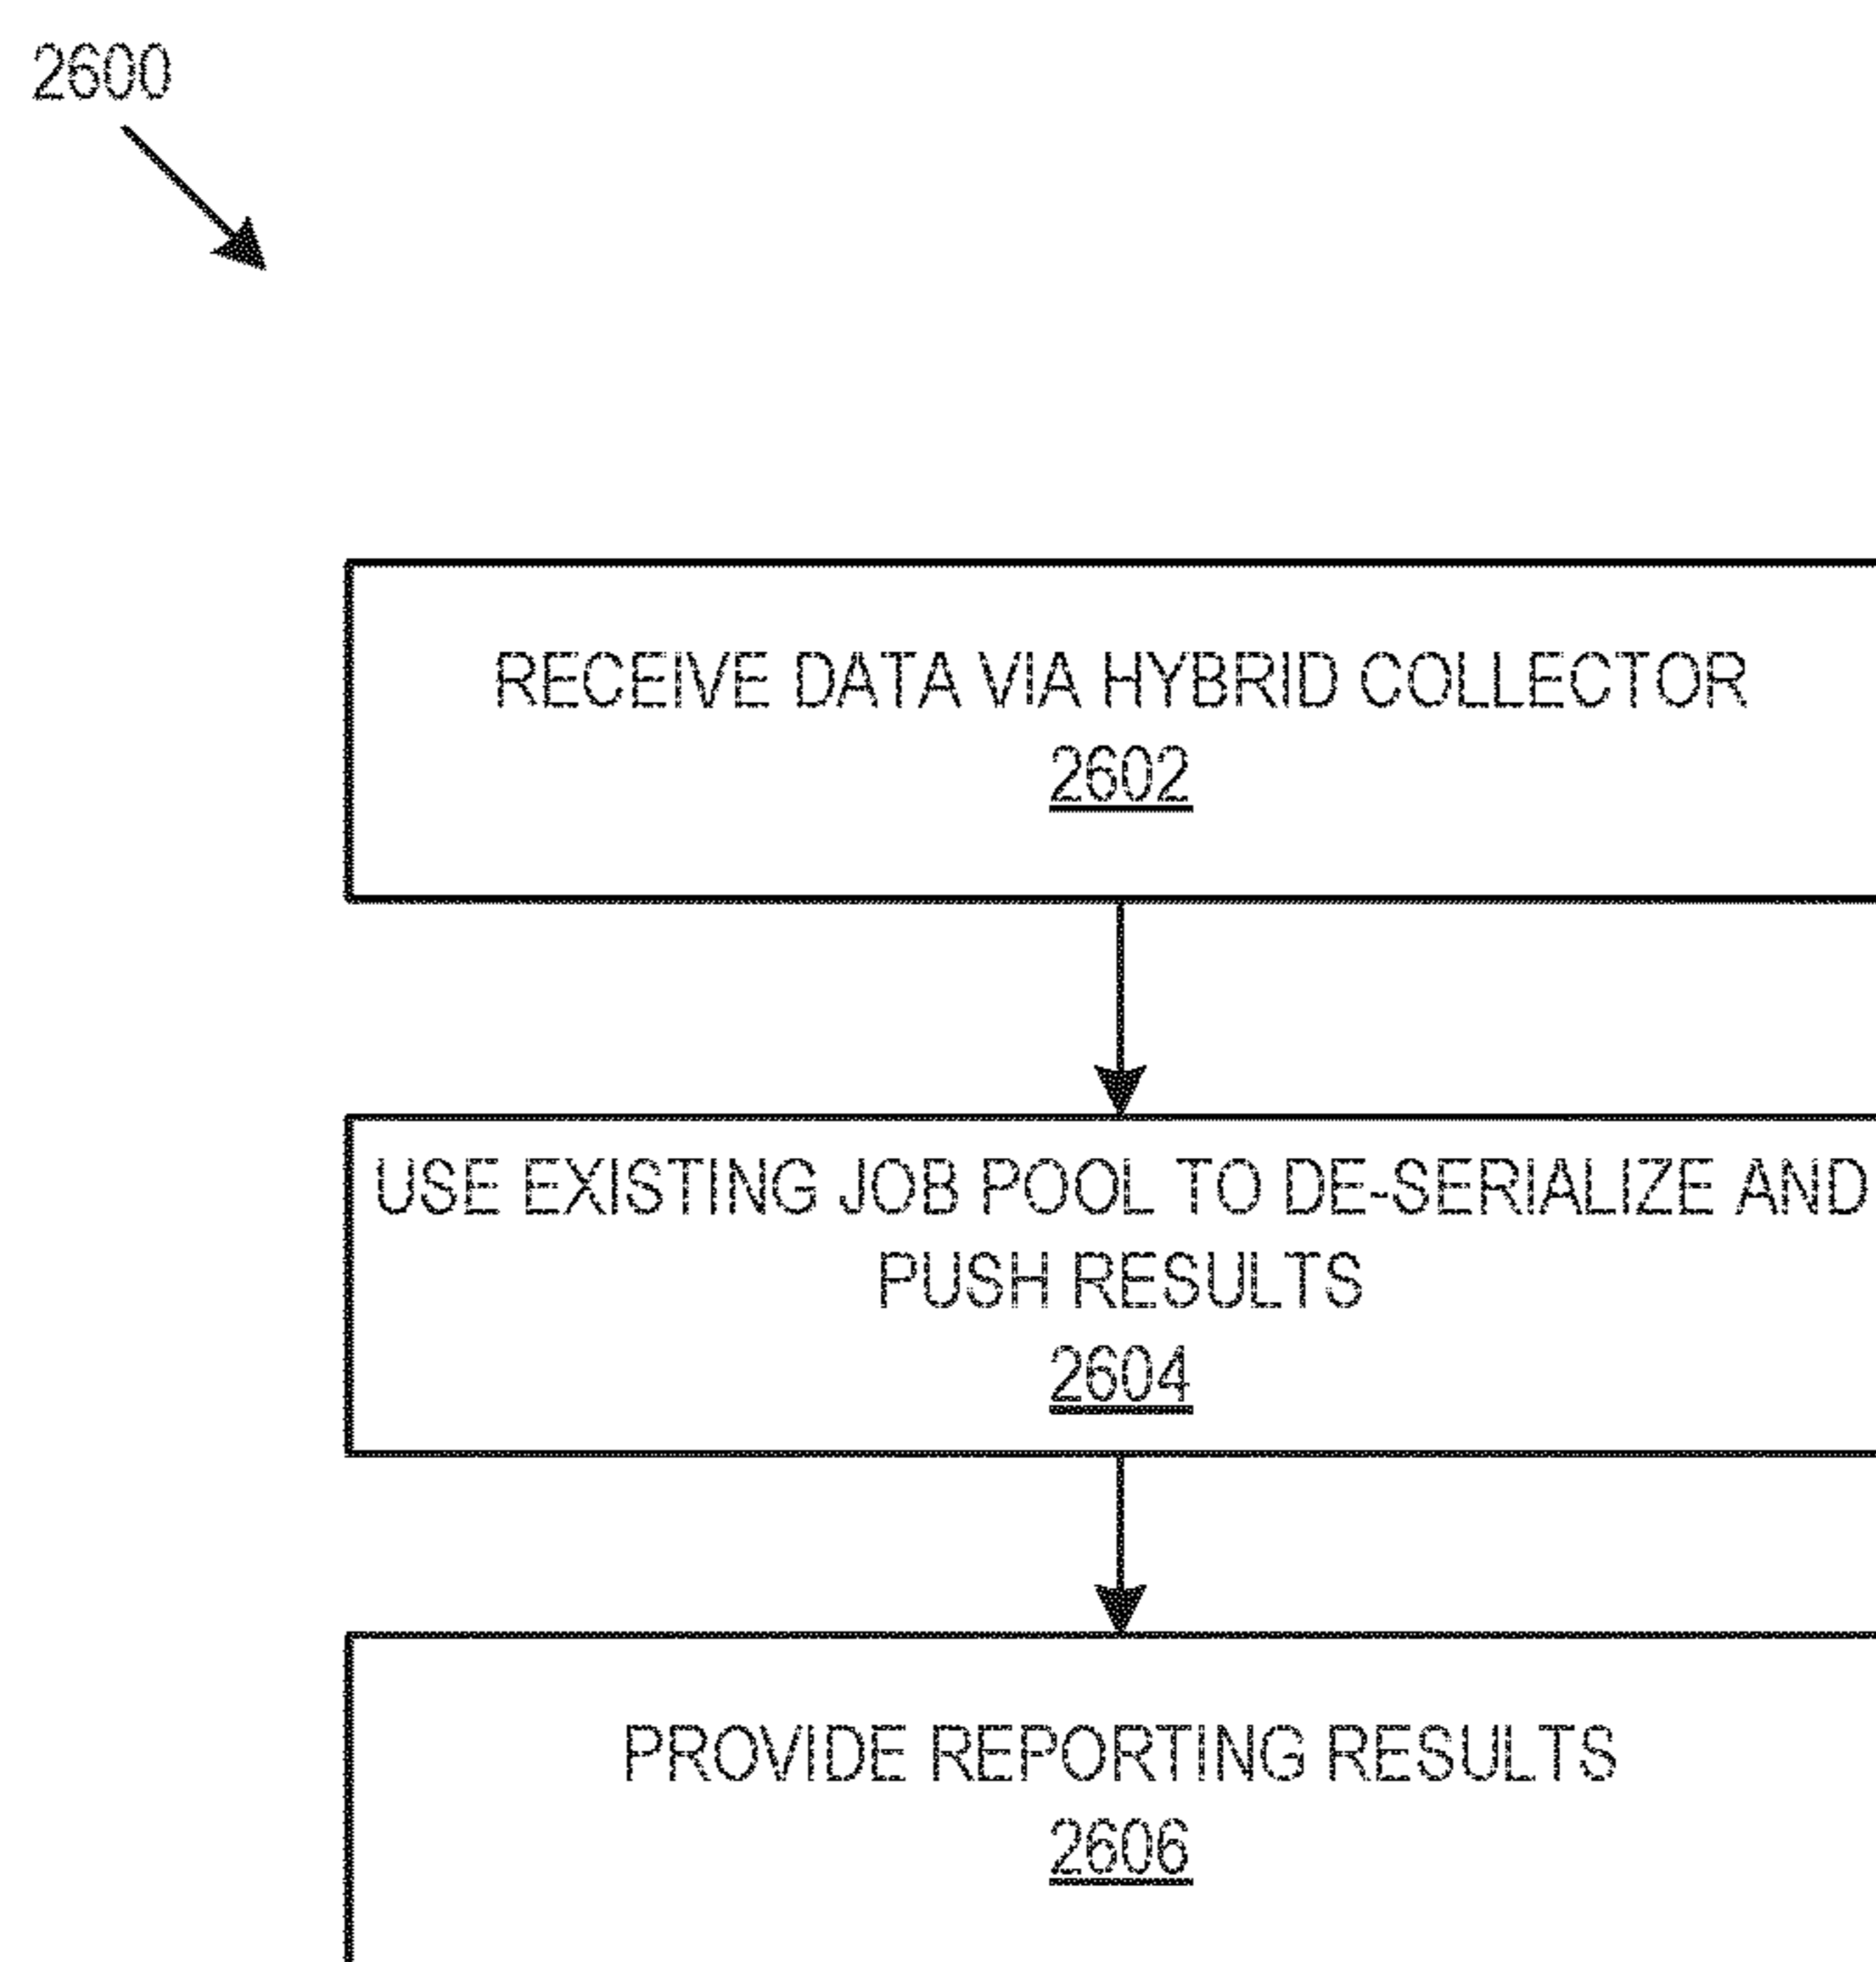 2600
RECEIVE DATA VIA HYBRID COLLECTOR
2602
USE EXISTING JOB POOL TO DE-SERIALIZE AND
PUSH RESULTS
2604
PROVIDE REPORTING RESULTS
2606